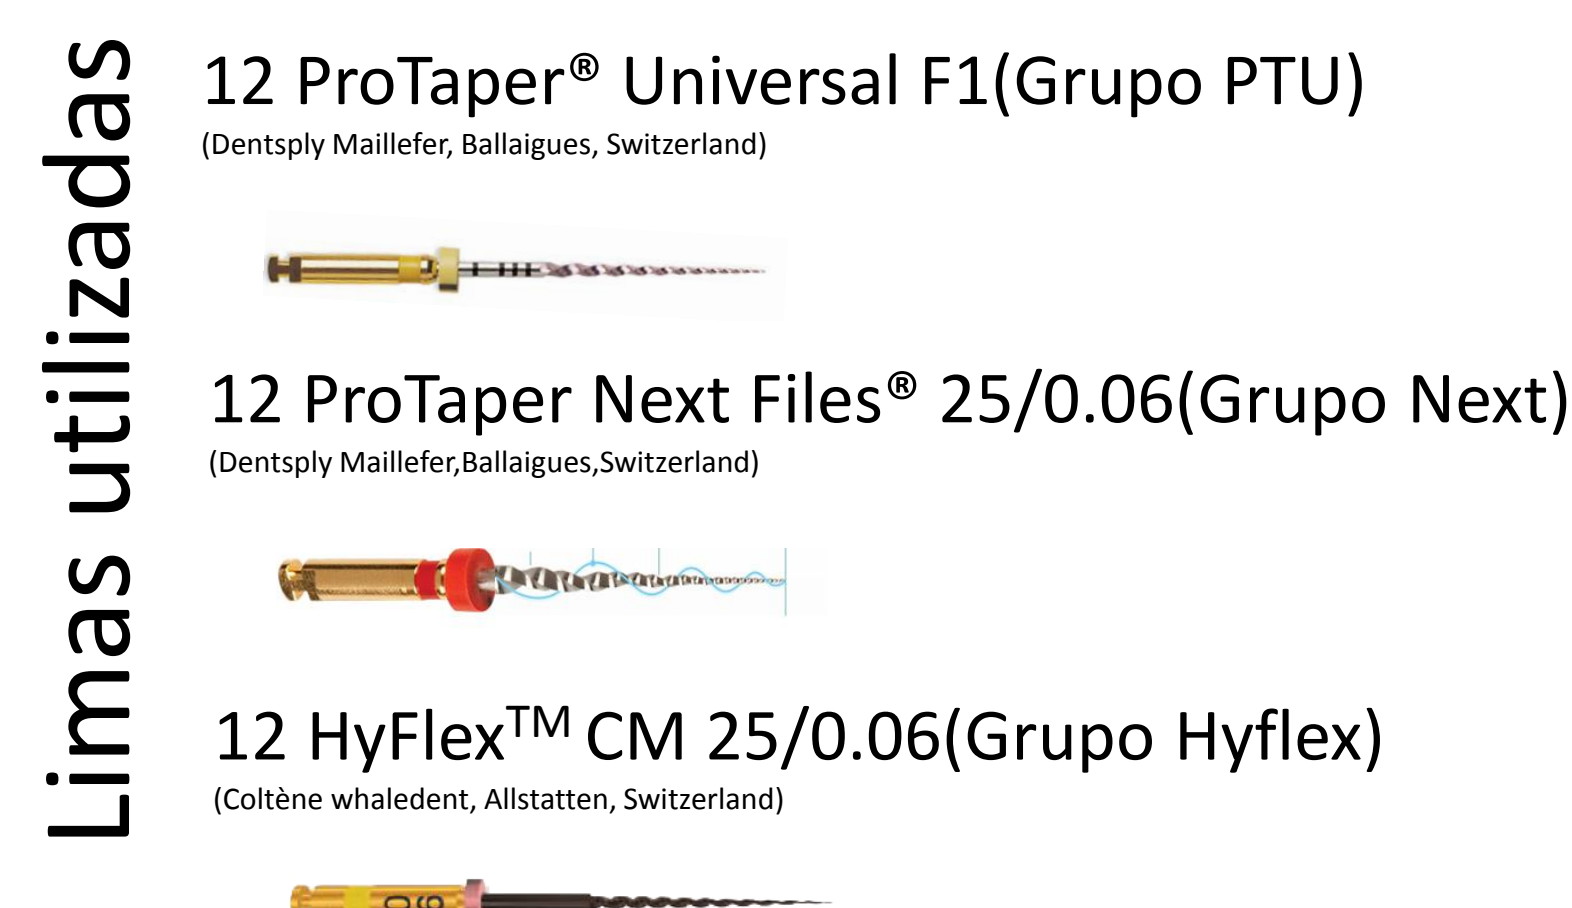 Limas utilizadas
12 ProTaper® Universal F1(Grupo PTU)
(Dentsply Maillefer, Ballaigues, Switzerland)
12 ProTaper Next Files® 25/0.06(Grupo Next)
(Dentsply Maillefer,Ballaigues,Switzerland)
12 HyFlex™ CM 25/0.06(Grupo Hyflex)
(Coltène whaledent, Allstatten, Switzerland)